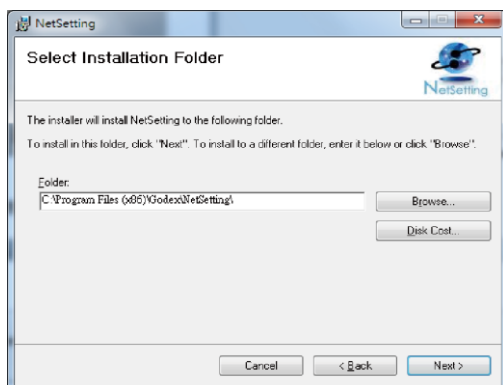 NetSetting
Select Installation Folder
NetSetting
The installer will install NetSetting to the following folder.
To install in this folder, click "Next". To install to a different folder, enter it below or click "Browse".
Folder:
C:\Program Files (x86)\Godex\NetSetting\
Browse...
Disk Cost...
Cancel
< Back
Next >